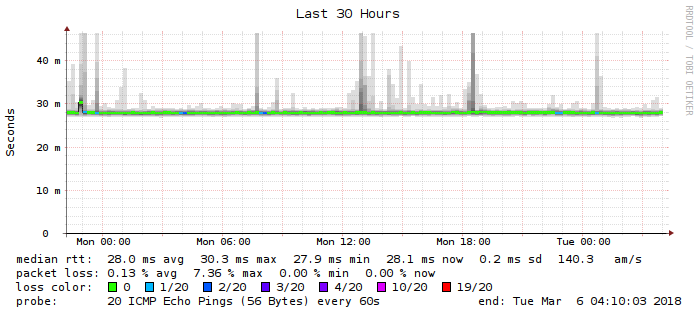 Last 30 Hours
RRDTOOL / TOBI OETIKER
Seconds
40 m
30 m
20 m
10 m
0
Mon 00:00 Mon 06:00 Mon 12:00 Mon 18:00 Tue 00:00
median rtt: 28.0 ms avg 30.3 ms max 27.9 ms min 28.1 ms now 0.2 ms sd 140.3 am/s
packet loss: 0.13 % avg 7.36 % max 0.00 % min 0.00 % now
loss color: 0 1/20 2/20 3/20 4/20 10/20 19/20
probe: 20 ICMP Echo Pings (56 Bytes) every 60s end: Tue Mar 6 04:10:03 2018